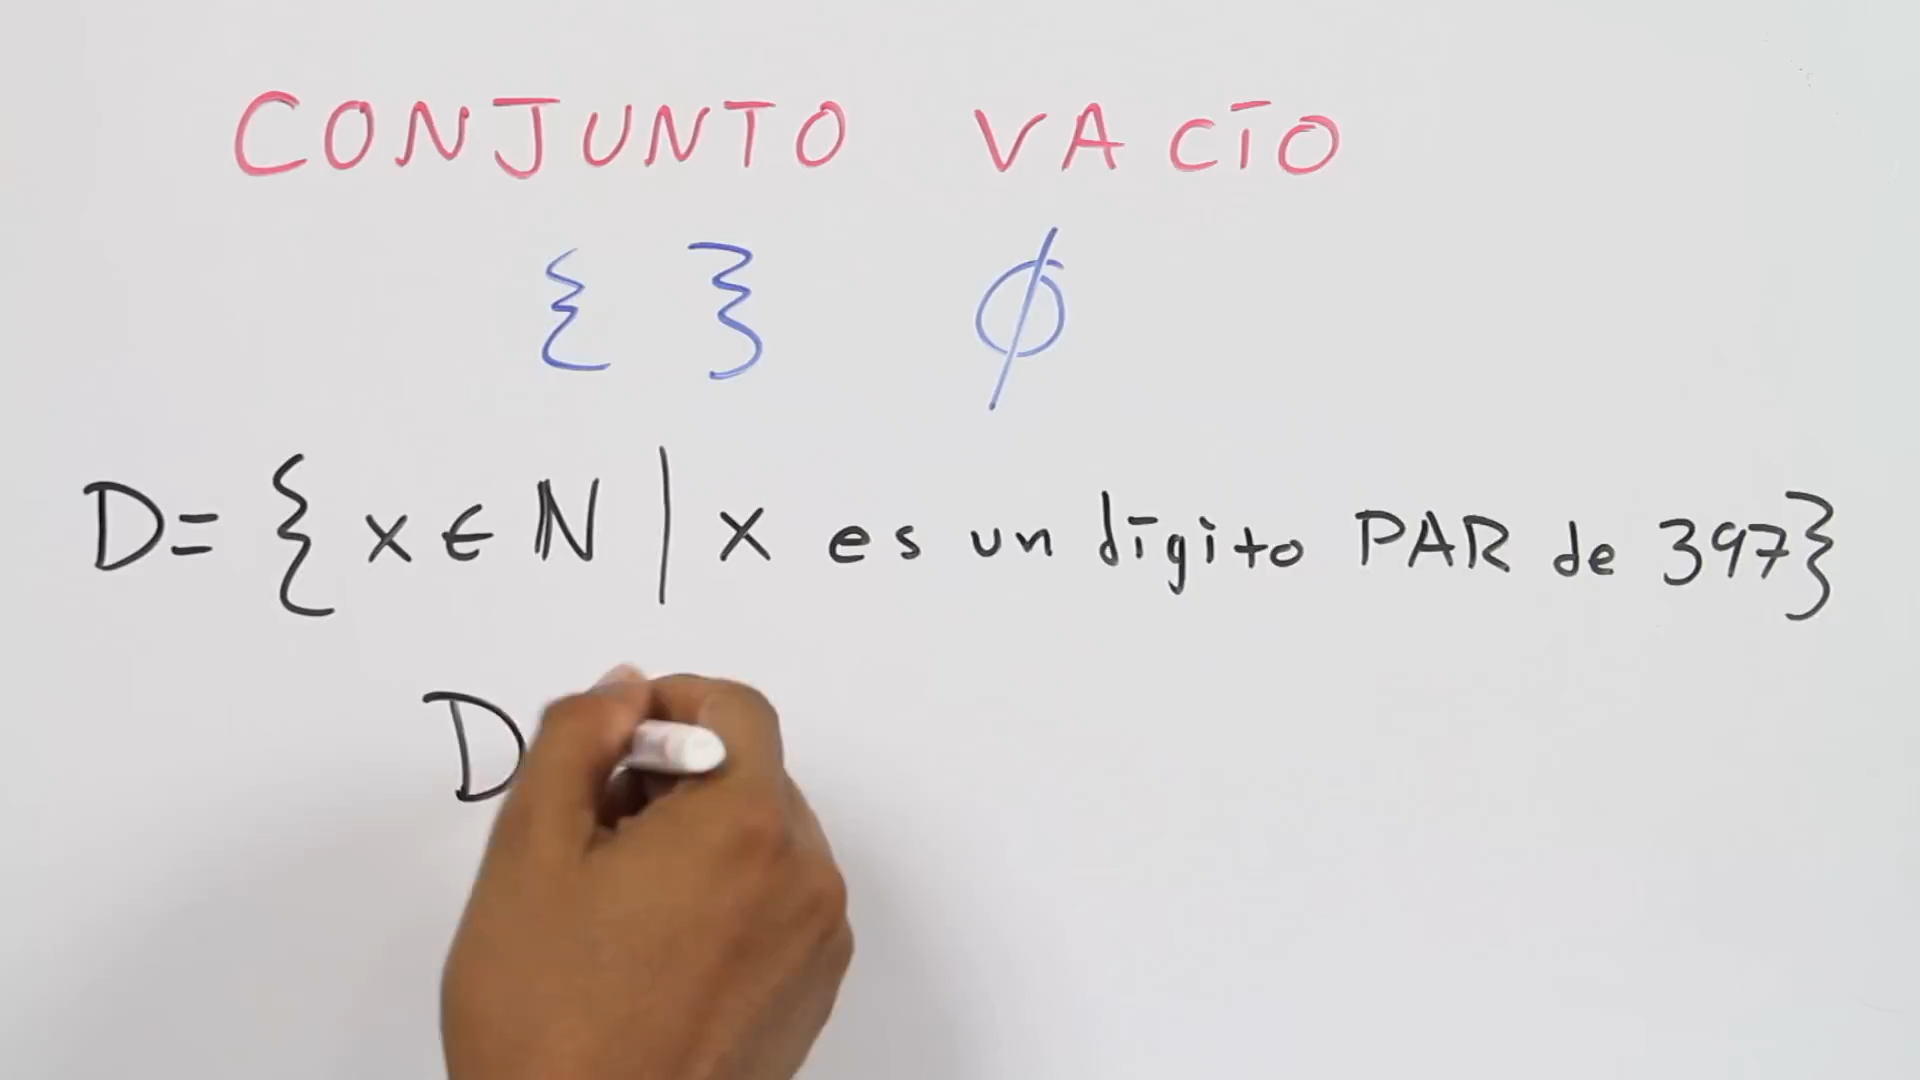 CONJUNTO VACÍO
{ } ∅
D= { x ∈ ℕ | x es un dígito PAR de 397}
D